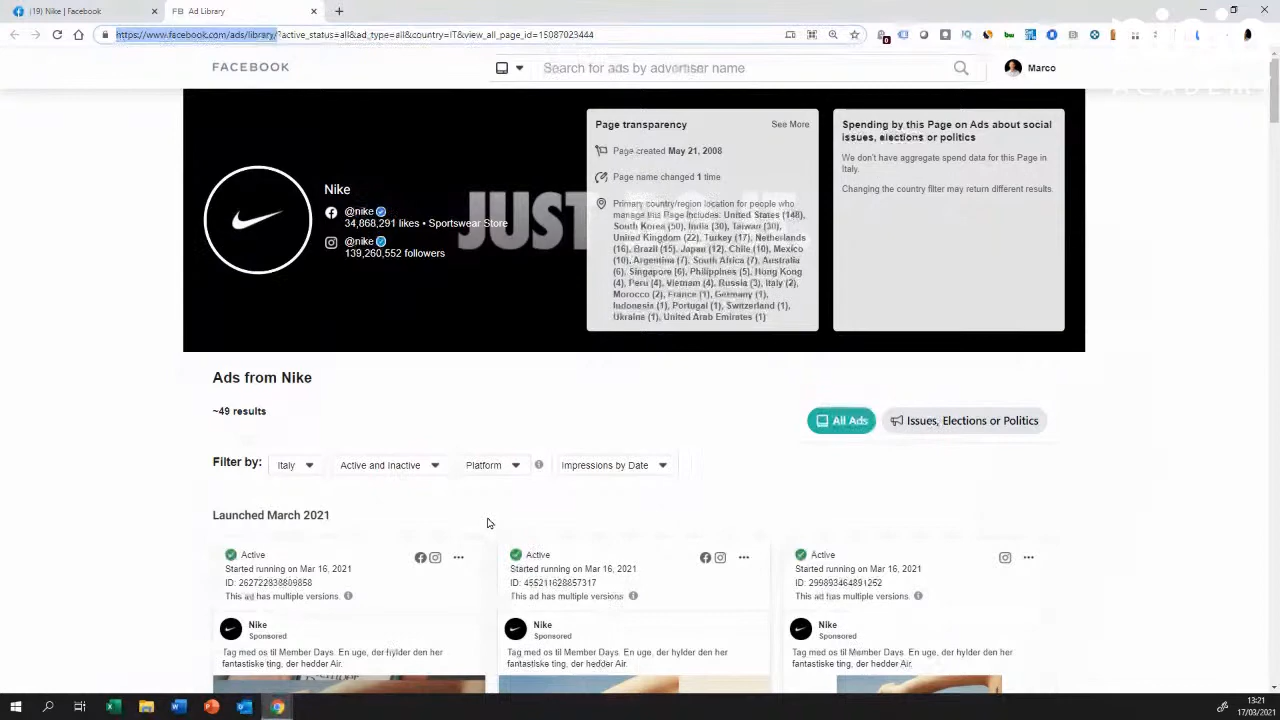 (19) Nike | Facebook
Ad Library
https://www.facebook.com/ads/library/?active_status=all&ad_type=all&country=IT&view_all_page_id=15087023444
FACEBOOK
Search for ads by advertiser name
Marco
Nike
@nike
34,868,291 likes • Sportswear Store
@nike
139,260,552 followers
JUST
Page transparency
See More
Page created May 21, 2008
Page name changed 1 time
Primary country/region location for people who
manage this Page includes: United States (148),
South Korea (50), India (30), Taiwan (30),
United Kingdom (22), Turkey (17), Netherlands
(16), Brazil (15), Japan (12), Chile (10), Mexico
(10), Argentina (7), South Africa (7), Australia
(6), Singapore (6), Philippines (5), Hong Kong
(4), Peru (4), Vietnam (4), Russia (3), Italy (2),
Morocco (2), France (1), Germany (1),
Indonesia (1), Portugal (1), Switzerland (1),
Ukraine (1), United Arab Emirates (1)
Spending by this Page on Ads about social
issues, elections or politics
We don't have aggregate spend data for this Page in
Italy.
Changing the country filter may return different results.
Ads from Nike
~49 results
All Ads
Issues, Elections or Politics
Filter by:
Italy
Active and Inactive
Platform
Impressions by Date
Launched March 2021
Active
Started running on Mar 16, 2021
ID: 262722838809858
This ad has multiple versions.
Nike
Sponsored
Tag med os til Member Days. En uge, der hylder den her
fantastiske ting, der hedder Air.
Active
Started running on Mar 16, 2021
ID: 455211628857317
This ad has multiple versions.
Nike
Sponsored
Tag med os til Member Days. En uge, der hylder den her
fantastiske ting, der hedder Air.
Active
Started running on Mar 16, 2021
ID: 299893464891252
This ad has multiple versions.
Nike
Sponsored
Tag med os til Member Days. En uge, der hylder den her
fantastiske ting, der hedder Air.
13:21
17/03/2021